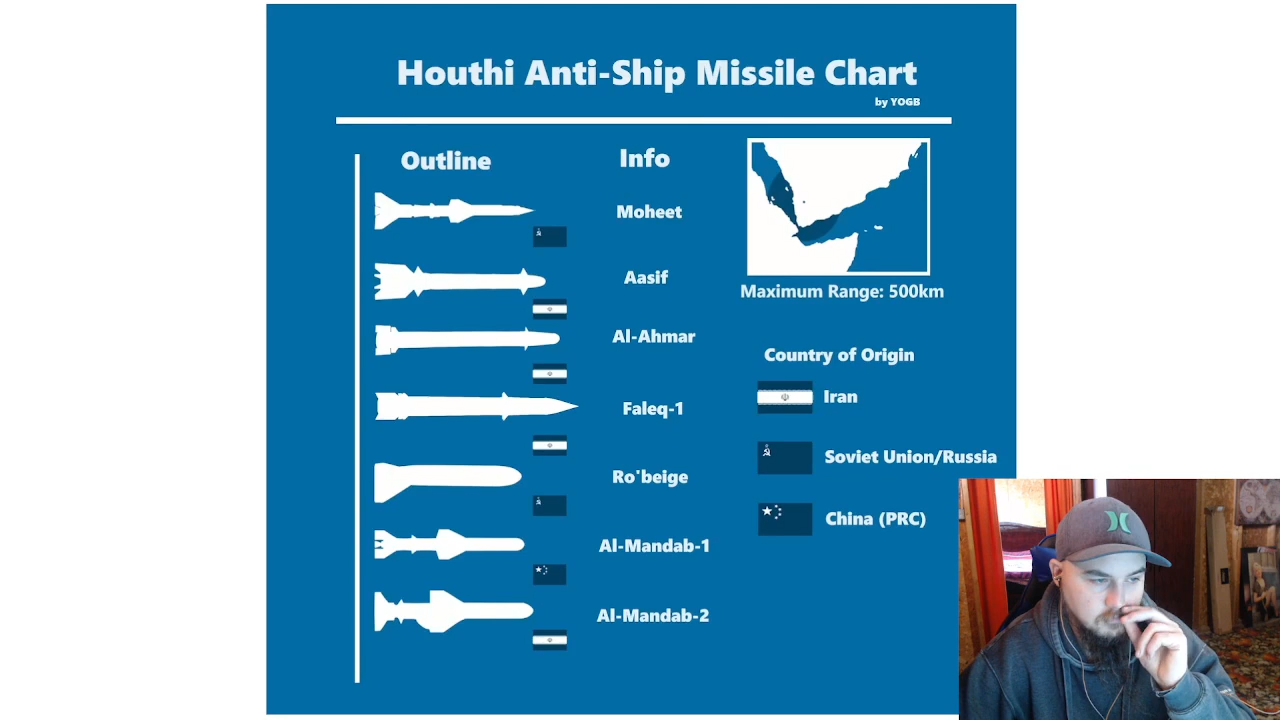 Houthi Anti-Ship Missile Chart
by YOGB
Outline
Info
Moheet
Aasif
Al-Ahmar
Faleq-1
Ro'beige
Al-Mandab-1
Al-Mandab-2
Maximum Range: 500km
Country of Origin
Iran
Soviet Union/Russia
China (PRC)